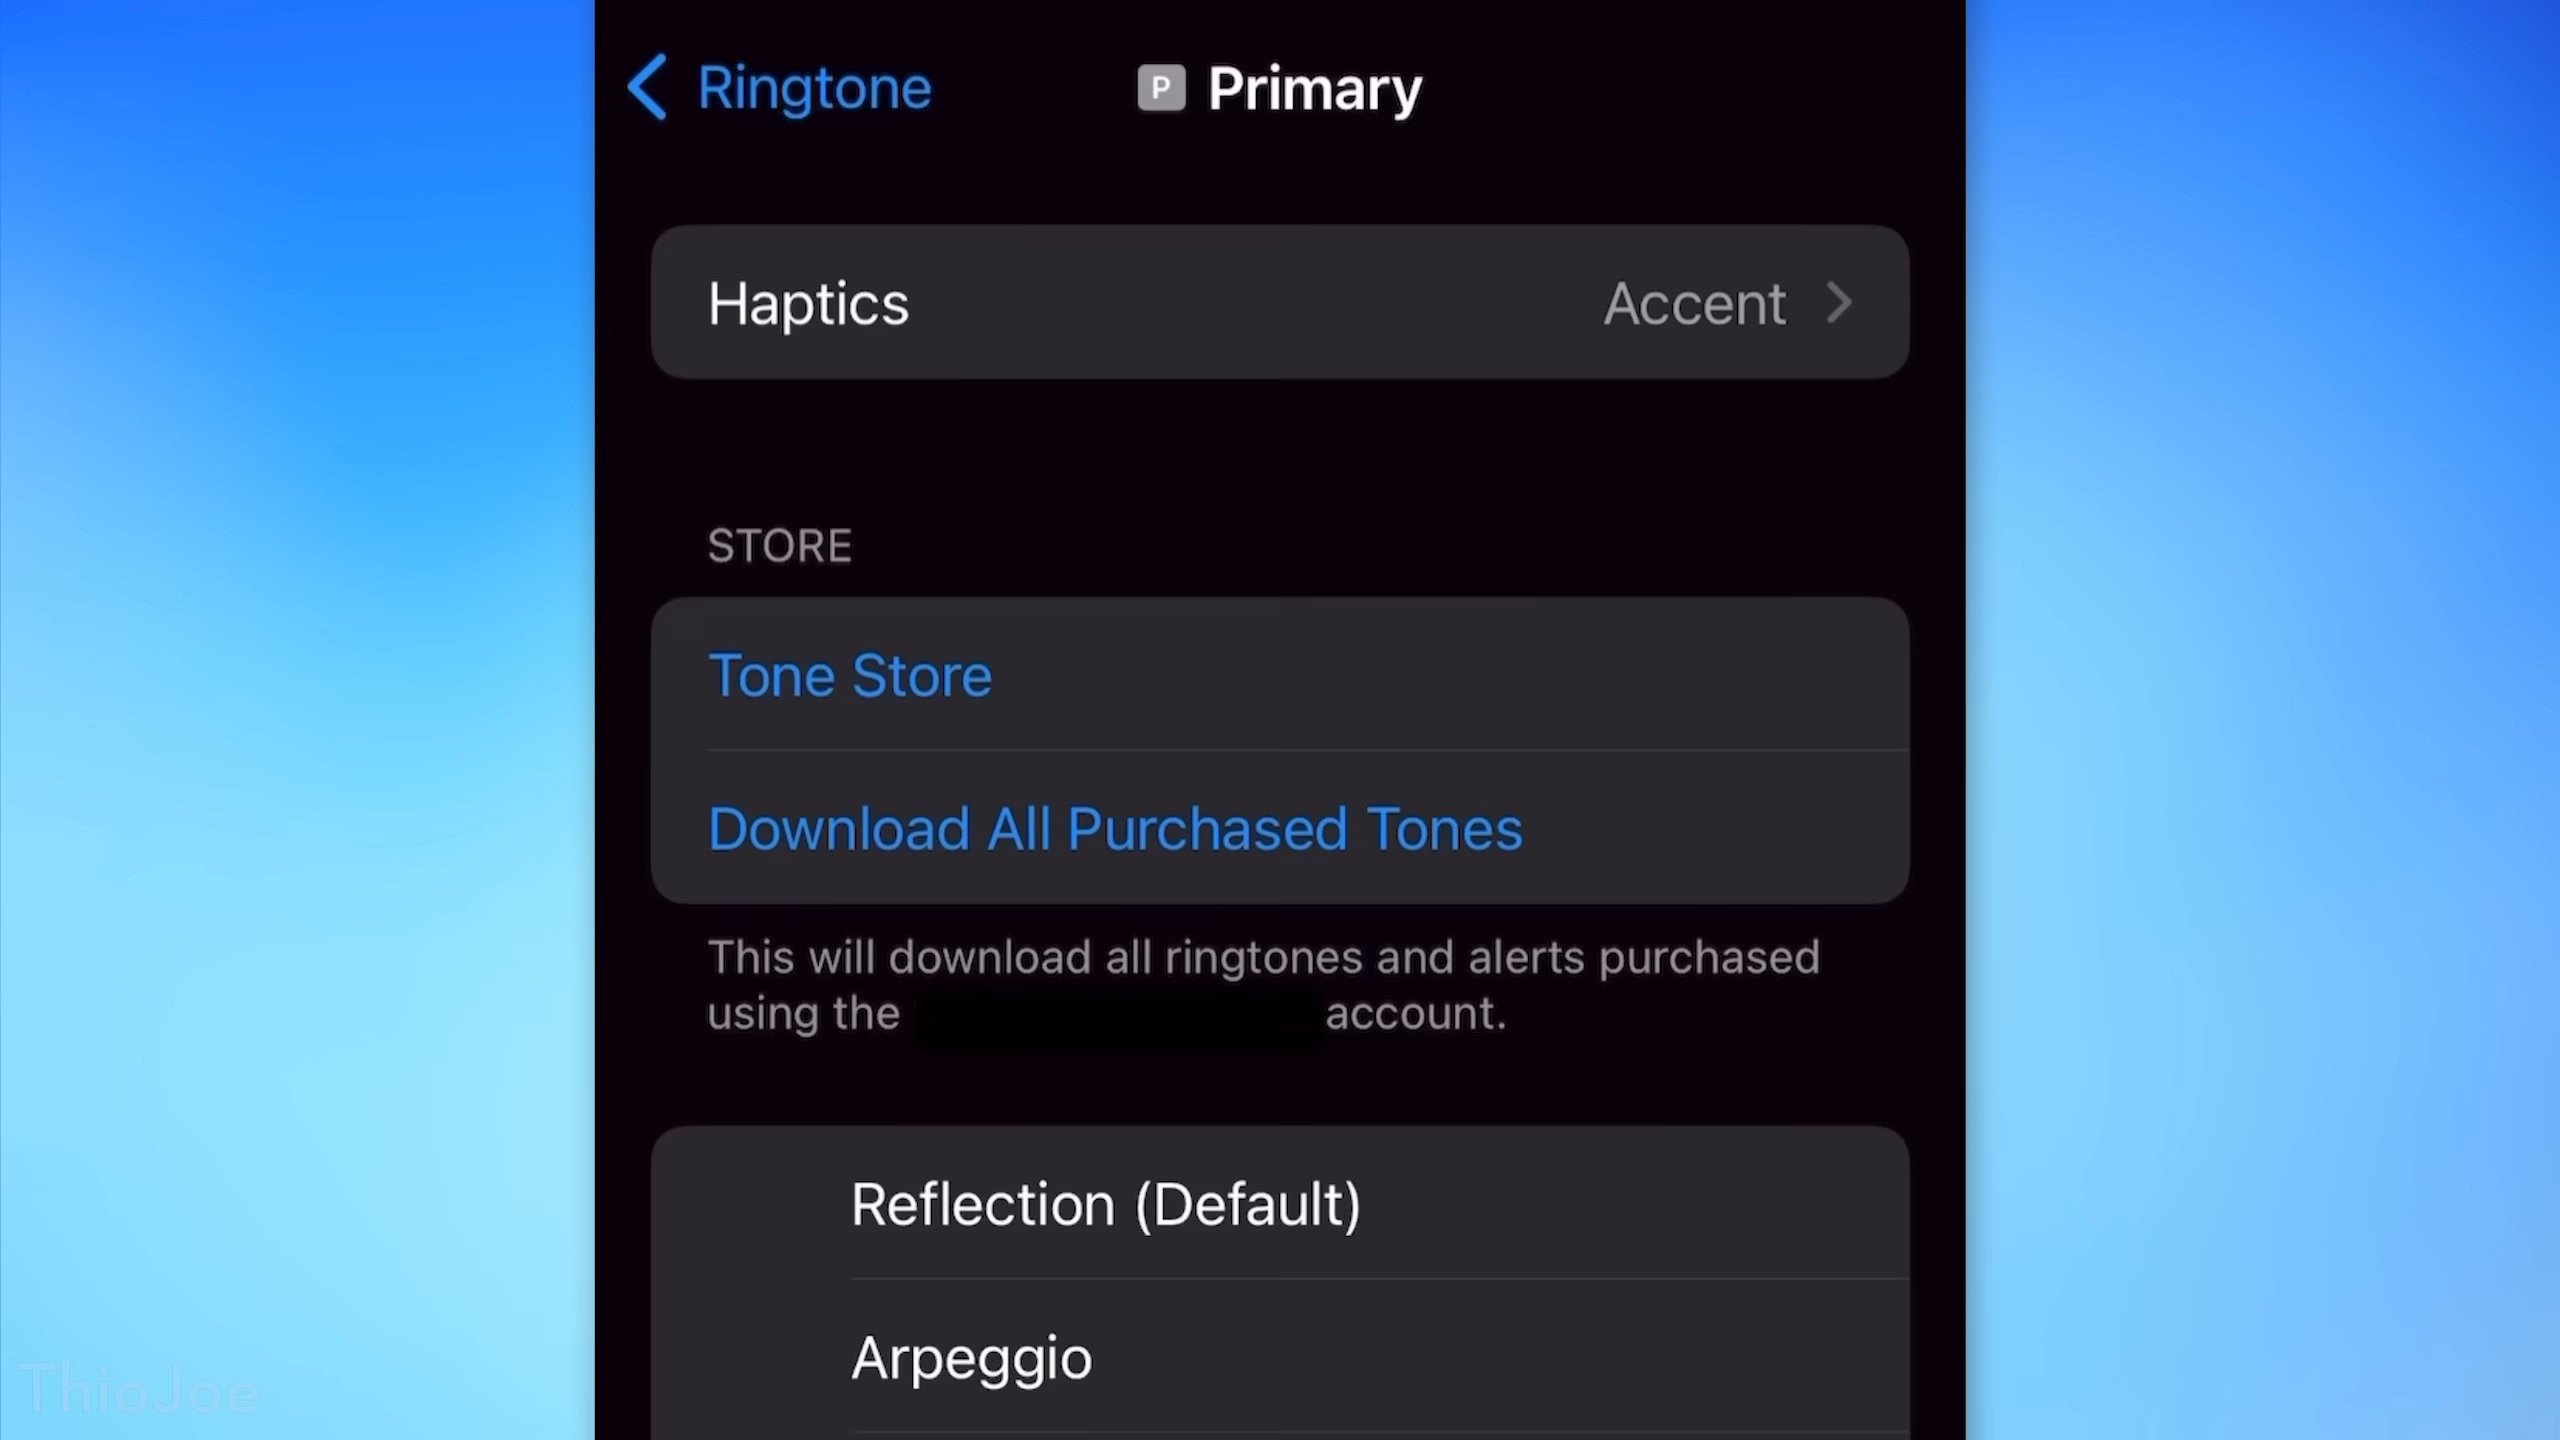 Ringtone
P Primary
Haptics
Accent
STORE
Tone Store
Download All Purchased Tones
This will download all ringtones and alerts purchased
using the account.
Reflection (Default)
Arpeggio
ThioJoe